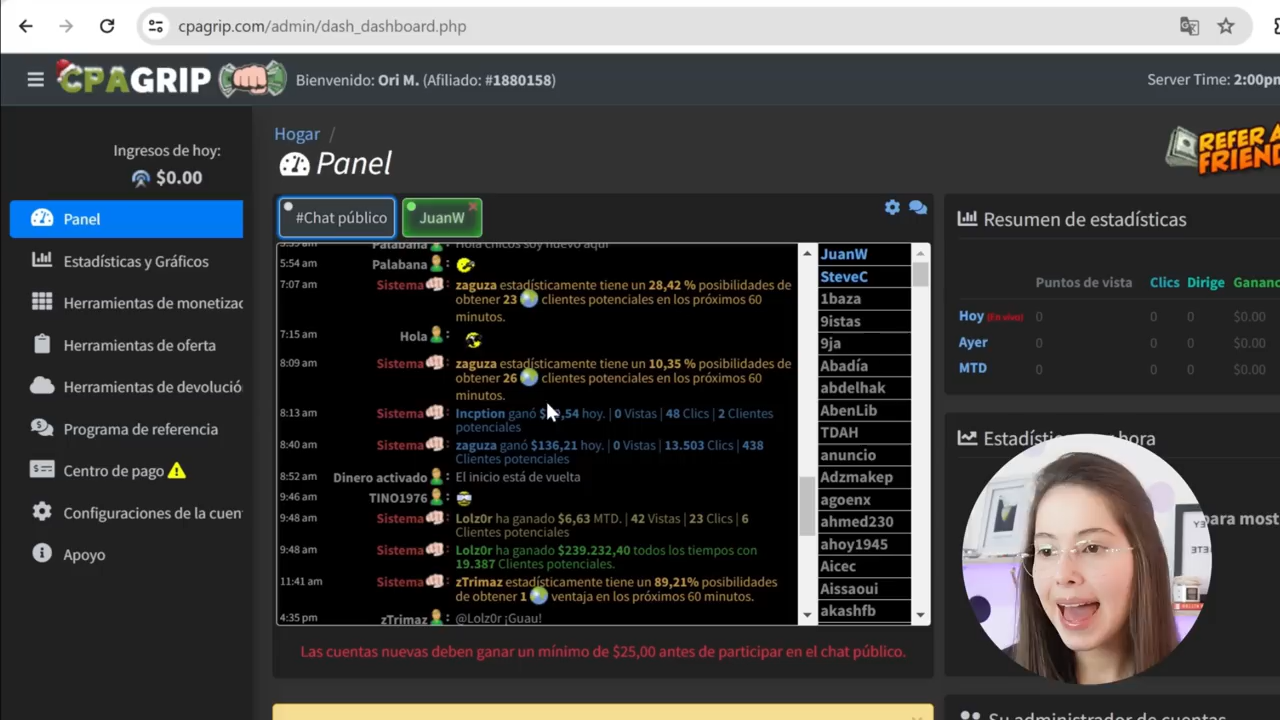 cpagrip.com/admin/dash_dashboard.php
CPAGRIP
Bienvenido: Ori M. (Afiliado: #1880158)
Server Time: 2:00pm
Ingresos de hoy:
$0.00
Panel
Estadísticas y Gráficos
Herramientas de monetizac
Herramientas de oferta
Herramientas de devolució
Programa de referencia
Centro de pago
Configuraciones de la cuen
Apoyo
Hogar /
Panel
REFER A
FRIEN
#Chat público
JuanW
5:39 am Palabana : Hola chicos soy nuevo aquí
5:54 am Palabana :
7:07 am Sistema : zaguza estadísticamente tiene un 28,42 % posibilidades de
obtener 23 clientes potenciales en los próximos 60
minutos.
7:15 am Hola :
8:09 am Sistema : zaguza estadísticamente tiene un 10,35 % posibilidades de
obtener 26 clientes potenciales en los próximos 60
minutos.
8:13 am Sistema : Incption ganó hoy. | 0 Vistas | 48 Clics | 2 Clientes
potenciales
8:40 am Sistema : zaguza ganó $136,21 hoy. | 0 Vistas | 13.503 Clics | 438
Clientes potenciales
8:52 am Dinero activado : El inicio está de vuelta
9:46 am TINO1976 :
9:48 am Sistema : Lolz0r ha ganado $6,63 MTD. | 42 Vistas | 23 Clics | 6
Clientes potenciales
9:48 am Sistema : Lolz0r ha ganado $239.232,40 todos los tiempos con
19.387 Clientes potenciales.
11:41 am Sistema : zTrimaz estadísticamente tiene un 89,21% posibilidades
de obtener 1 ventaja en los próximos 60 minutos.
4:35 pm zTrimaz : @Lolz0r ¡Guau!
JuanW
SteveC
1baza
9istas
9ja
Abadía
abdelhak
AbenLib
TDAH
anuncio
Adzmakep
agoenx
ahmed230
ahoy1945
Aicec
Aissaoui
akashfb
Las cuentas nuevas deben ganar un mínimo de $25,00 antes de participar en el chat público.
Resumen de estadísticas
Puntos de vista Clics Dirige Gananc
Hoy (En vivo) 0 0 0 $0.00
Ayer 0 0 0 $0.00
MTD 0 0 0 $0.00
Estadístic hora
para most
Su administrador de cuentas